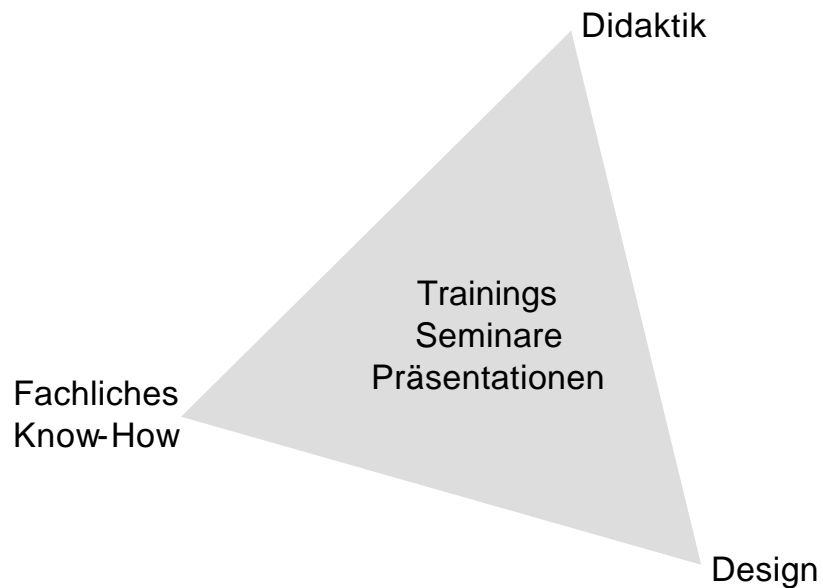 Didaktik
Trainings
Seminare
Präsentationen
Fachliches
Know-How
Design